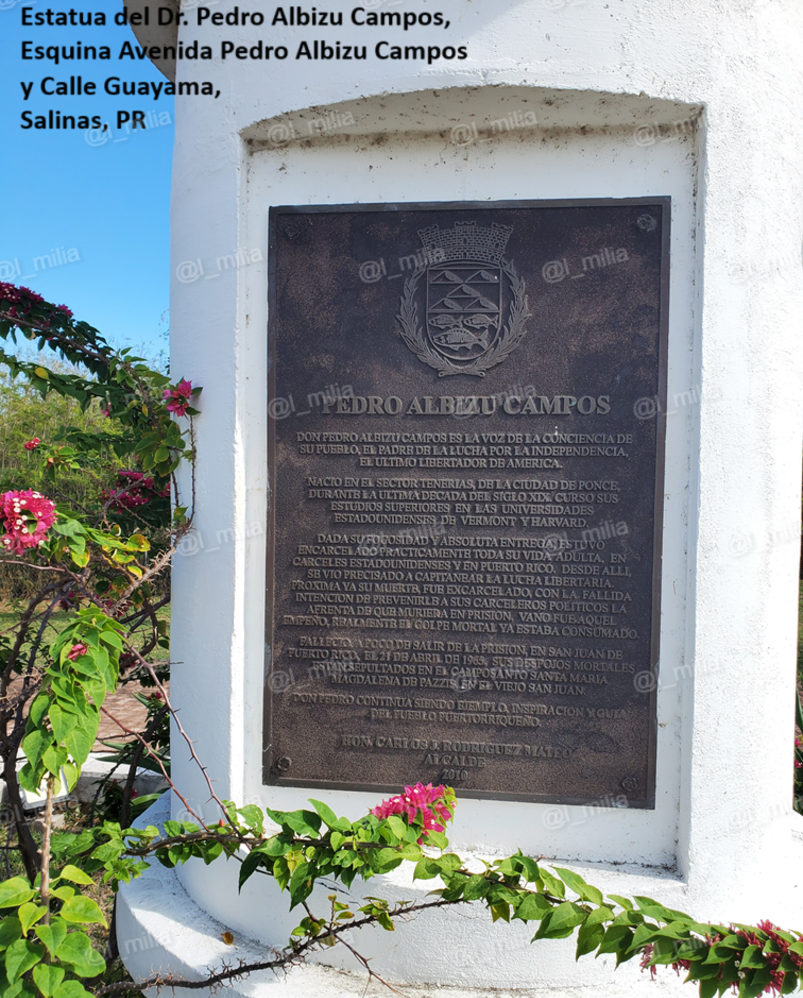 Estatua del Dr. Pedro Albizu Campos,
Esquina Avenida Pedro Albizu Campos
y Calle Guayama,
Salinas, PR
PEDRO ALBIZU CAMPOS
DON PEDRO ALBIZU CAMPOS ES LA VOZ DE LA CONCIENCIA DE
SU PUEBLO, EL PADRE DE LA LUCHA POR LA INDEPENDENCIA,
EL ULTIMO LIBERTADOR DE AMERICA.
NACIO EN EL SECTOR TENERIAS, DE LA CIUDAD DE PONCE,
DURANTE LA ULTIMA DECADA DEL SIGLO XIX. CURSO SUS
ESTUDIOS SUPERIORES EN LAS UNIVERSIDADES
ESTADOUNIDENSES DE VERMONT Y HARVARD.
DADA SU FOGOSIDAD Y ABSOLUTA ENTREGA, ESTUVO
ENCARCELADO PRACTICAMENTE TODA SU VIDA ADULTA, EN
CARCELES ESTADOUNIDENSES Y EN PUERTO RICO. DESDE ALLI,
SE VIO PRECISADO A CAPITANEAR LA LUCHA LIBERTARIA.
PROXIMA YA SU MUERTE, FUE EXCARCELADO, CON LA FALLIDA
INTENCION DE PREVENIRLE A SUS CARCELEROS POLITICOS LA
AFRENTA DE QUE MURIERA EN PRISION. VANO FUE AQUEL
EMPEÑO, REALMENTE EL GOLPE MORTAL YA ESTABA CONSUMADO.
FALLECIO, A POCO DE SALIR DE LA PRISION, EN SAN JUAN DE
PUERTO RICO, EL 21 DE ABRIL DE 1965. SUS DESPOJOS MORTALES
ESTAN SEPULTADOS EN EL CAMPOSANTO SANTA MARIA
MAGDALENA DE PAZZIS, EN EL VIEJO SAN JUAN.
DON PEDRO CONTINUA SIENDO EJEMPLO, INSPIRACION Y GUIA
DEL PUEBLO PUERTORRIQUEÑO.
HON. CARLOS J. RODRIGUEZ MATEO
ALCALDE
2010
@l_milia